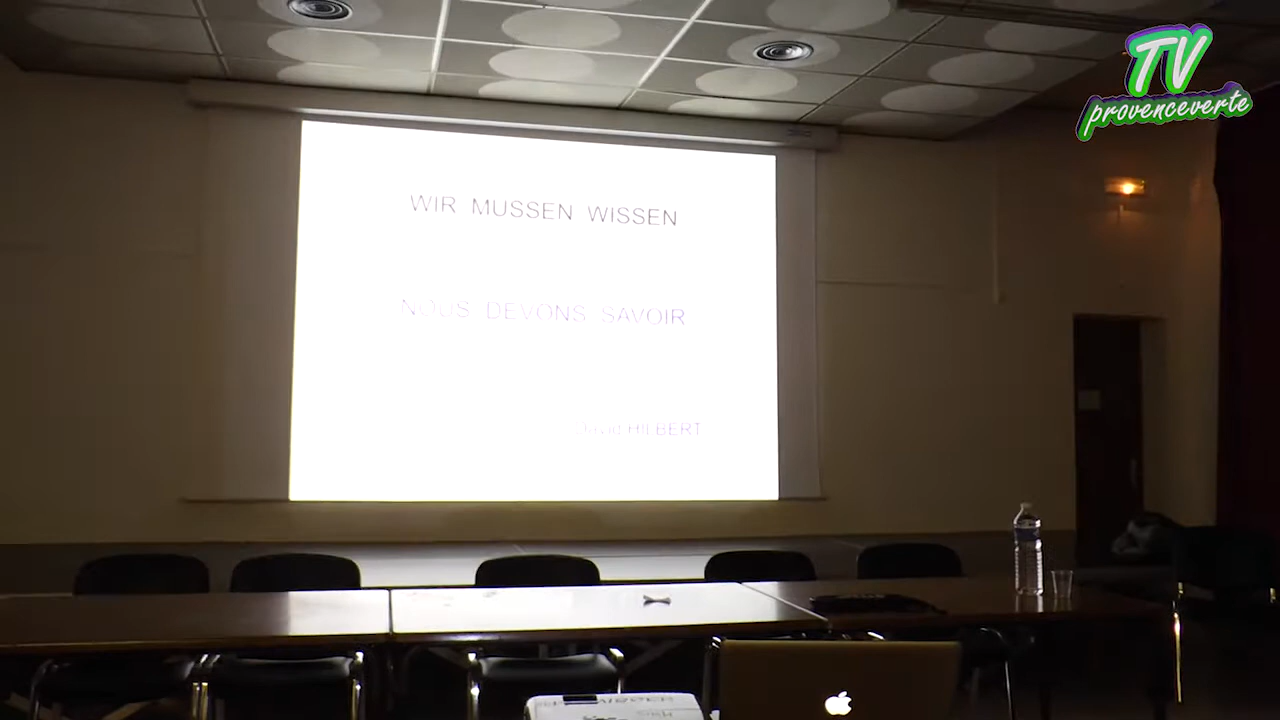 TV
provenceverte
WIR MUSSEN WISSEN
NOUS DEVONS SAVOIR
David HILBERT